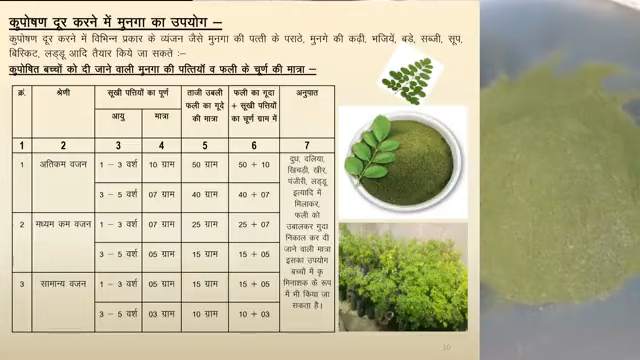 कुपोषण दूर करने में मुनगा का उपयोग –
कुपोषण दूर करने में विभिन्न प्रकार के व्यंजन जैसे मुनगा की पत्ती के पराठे, मुनगे की कढ़ी, भजियें, बडे, सब्जी, सूप,
बिस्किट, लड्डू आदि तैयार किये जा सकते :–
कुपोषित बच्चों को दी जाने वाली मुनगा की पत्तियों व फली के चूर्ण की मात्रा –
क्रं. श्रेणी सूखी पत्तियों का पूर्ण ताजी उबली फली का गूदे की मात्रा फली का गूदा + सूखी पत्तियों का चूर्ण ग्राम में अनुपात
आयु मात्रा
1 2 3 4 5 6 7
1 अतिकम वजन 1 – 3 वर्श 10 ग्राम 50 ग्राम 50 + 10
3 – 5 वर्श 07 ग्राम 40 ग्राम 40 + 07
2 मध्यम कम वजन 1 – 3 वर्श 07 ग्राम 25 ग्राम 25 + 07
3 – 5 वर्श 05 ग्राम 15 ग्राम 15 + 05
3 सामान्य वजन 1 – 3 वर्श 05 ग्राम 15 ग्राम 15 + 05
3 – 5 वर्श 03 ग्राम 10 ग्राम 10 + 03
दुध, दलिया,
खिचड़ी, खीर,
पंजीरी, लड्डू
इत्यादि में
मिलाकर,
फली को
उबालकर गुदा
निकाल कर दी
जाने वाली मात्रा
इसका उपयोग
बच्चों में कृ
मिनाशक के रूप
में भी किया जा
सकता है।
10